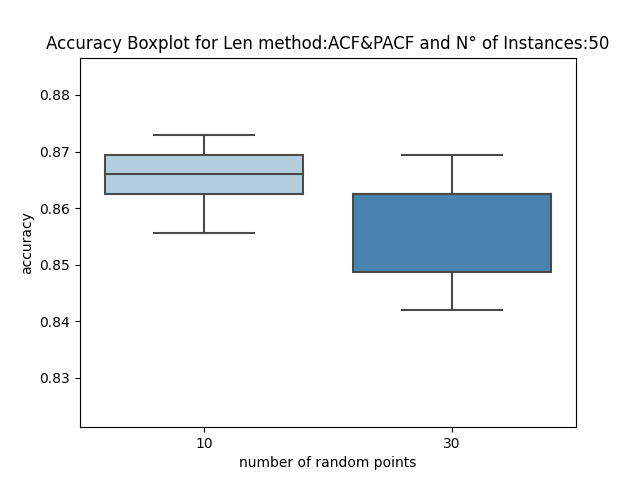 Accuracy Boxplot for Len method:ACF&PACF and N° of Instances:50
0.88
0.87
0.86
0.85
0.84
0.83
accuracy
10
30
number of random points